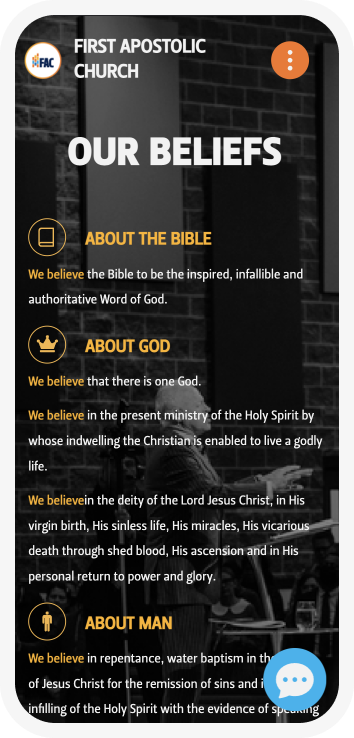 FAC
FIRST APOSTOLIC
CHURCH
OUR BELIEFS
ABOUT THE BIBLE
We believe the Bible to be the inspired, infallible and
authoritative Word of God.
ABOUT GOD
We believe that there is one God.
We believe in the present ministry of the Holy Spirit by
whose indwelling the Christian is enabled to live a godly
life.
We believein the deity of the Lord Jesus Christ, in His
virgin birth, His sinless life, His miracles, His vicarious
death through shed blood, His ascension and in His
personal return to power and glory.
ABOUT MAN
We believe in repentance, water baptism in
of Jesus Christ for the remission of sins and
infilling of the Holy Spirit with the evidence of speaking